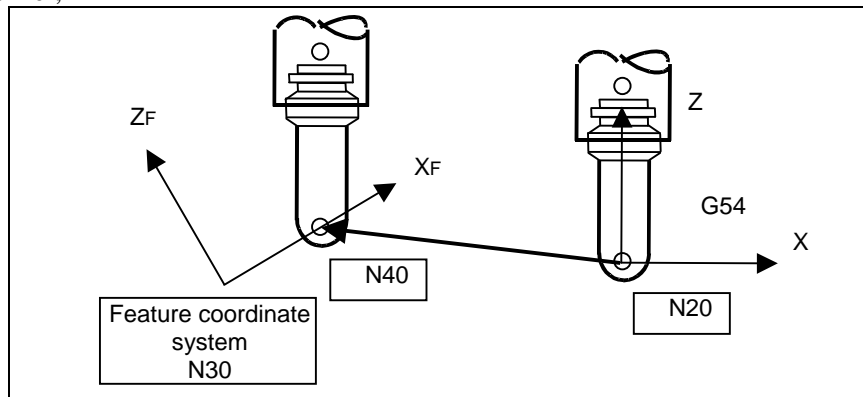 ZF
XF
Z
G54
X
N40
N20
Feature coordinate
system
N30